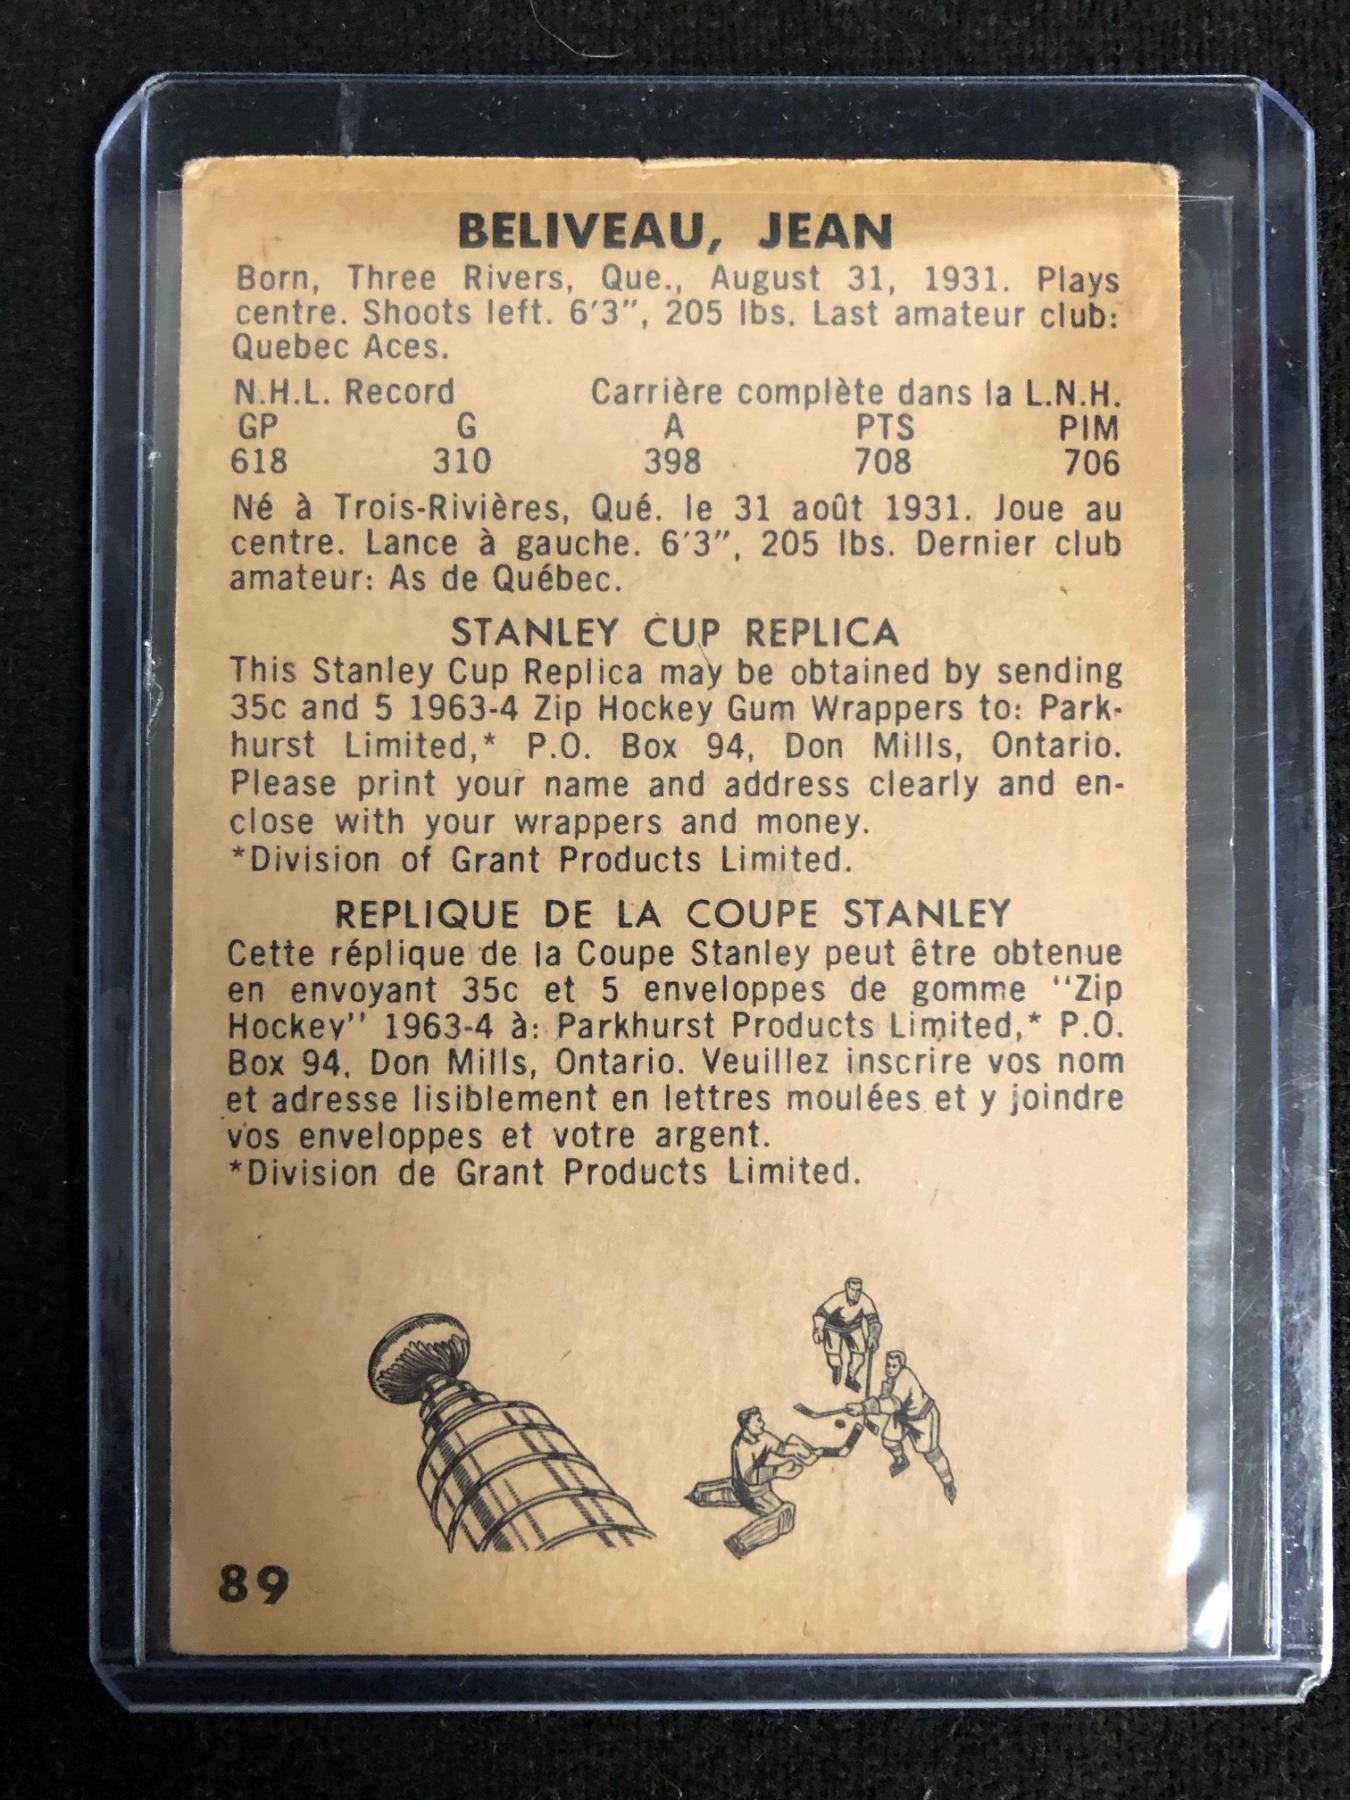 BELIVEAU, JEAN
Born, Three Rivers, Que., August 31, 1931. Plays
centre. Shoots left. 6'3", 205 lbs. Last amateur club:
Quebec Aces.
N.H.L. Record Carrière complète dans la L.N.H.
GP G A PTS PIM
618 310 398 708 706
Né à Trois-Rivières, Qué. le 31 août 1931. Joue au
centre. Lance à gauche. 6'3", 205 lbs. Dernier club
amateur: As de Québec.
STANLEY CUP REPLICA
This Stanley Cup Replica may be obtained by sending
35c and 5 1963-4 Zip Hockey Gum Wrappers to: Park-
hurst Limited,* P.O. Box 94, Don Mills, Ontario.
Please print your name and address clearly and en-
close with your wrappers and money.
*Division of Grant Products Limited.
REPLIQUE DE LA COUPE STANLEY
Cette réplique de la Coupe Stanley peut être obtenue
en envoyant 35c et 5 enveloppes de gomme "Zip
Hockey" 1963-4 à: Parkhurst Products Limited,* P.O.
Box 94, Don Mills, Ontario. Veuillez inscrire vos nom
et adresse lisiblement en lettres moulées et y joindre
vos enveloppes et votre argent.
*Division de Grant Products Limited.
89